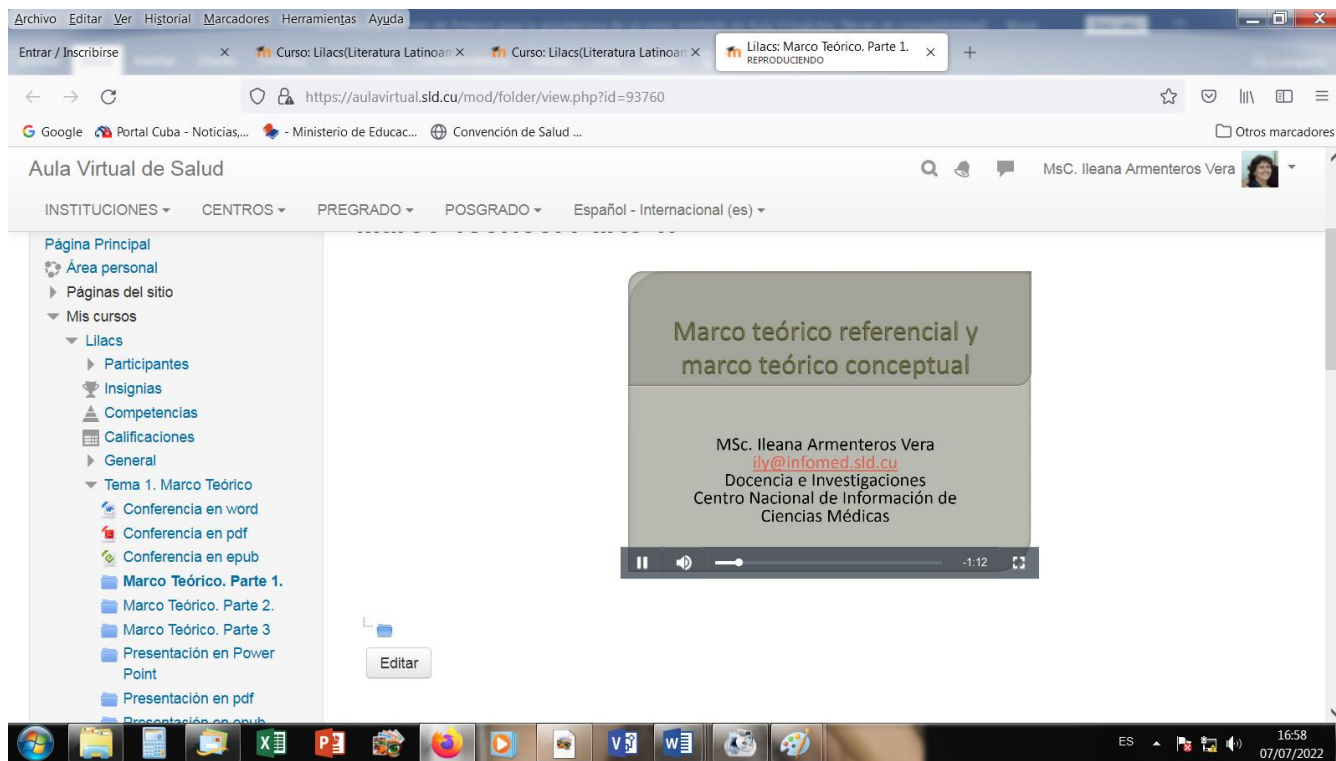 Archivo Editar Ver Historial Marcadores Herramientas Ayuda
Entrar / Inscribirse
Curso: Lilacs(Literatura Latinoam
Curso: Lilacs(Literatura Latinoam
Lilacs: Marco Teórico. Parte 1.
REPRODUCIENDO
https://aulavirtual.sld.cu/mod/folder/view.php?id=93760
Google Portal Cuba - Noticias,... - Ministerio de Educac... Convención de Salud ... Otros marcadores
Aula Virtual de Salud MsC. Ileana Armenteros Vera
INSTITUCIONES CENTROS PREGRADO POSGRADO Español - Internacional (es)
Página Principal
Área personal
Páginas del sitio
Mis cursos
Lilacs
Participantes
Insignias
Competencias
Calificaciones
General
Tema 1. Marco Teórico
Conferencia en word
Conferencia en pdf
Conferencia en epub
Marco Teórico. Parte 1.
Marco Teórico. Parte 2.
Marco Teórico. Parte 3
Presentación en Power
Point
Presentación en pdf
Presentación en epub
Marco teórico referencial y
marco teórico conceptual
MSc. Ileana Armenteros Vera
ily@infomed.sld.cu
Docencia e Investigaciones
Centro Nacional de Información de
Ciencias Médicas
-1:12
Editar
ES
16:58
07/07/2022